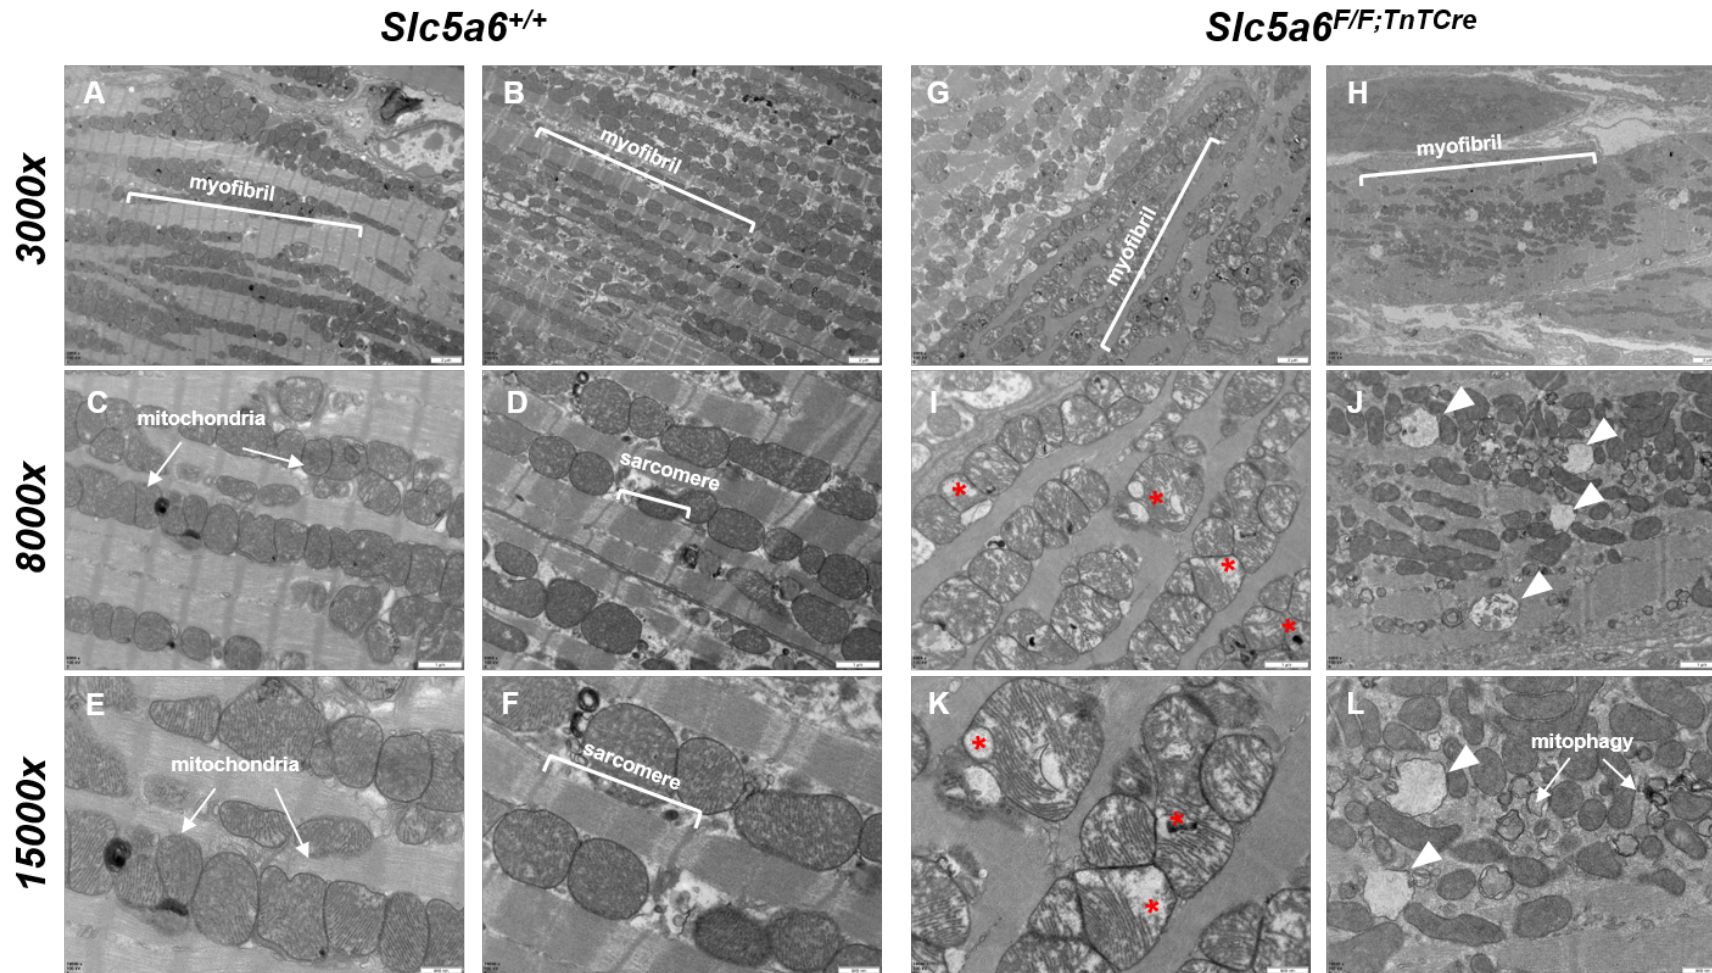 Slc5a6+/+ Slc5a6F/F;TnTCre
3000x
A B G H
myofibril myofibril myofibril myofibril
8000x
C D I J
mitochondria sarcomere * * * *
15000x
E F K L
mitochondria sarcomere * * * mitophagy